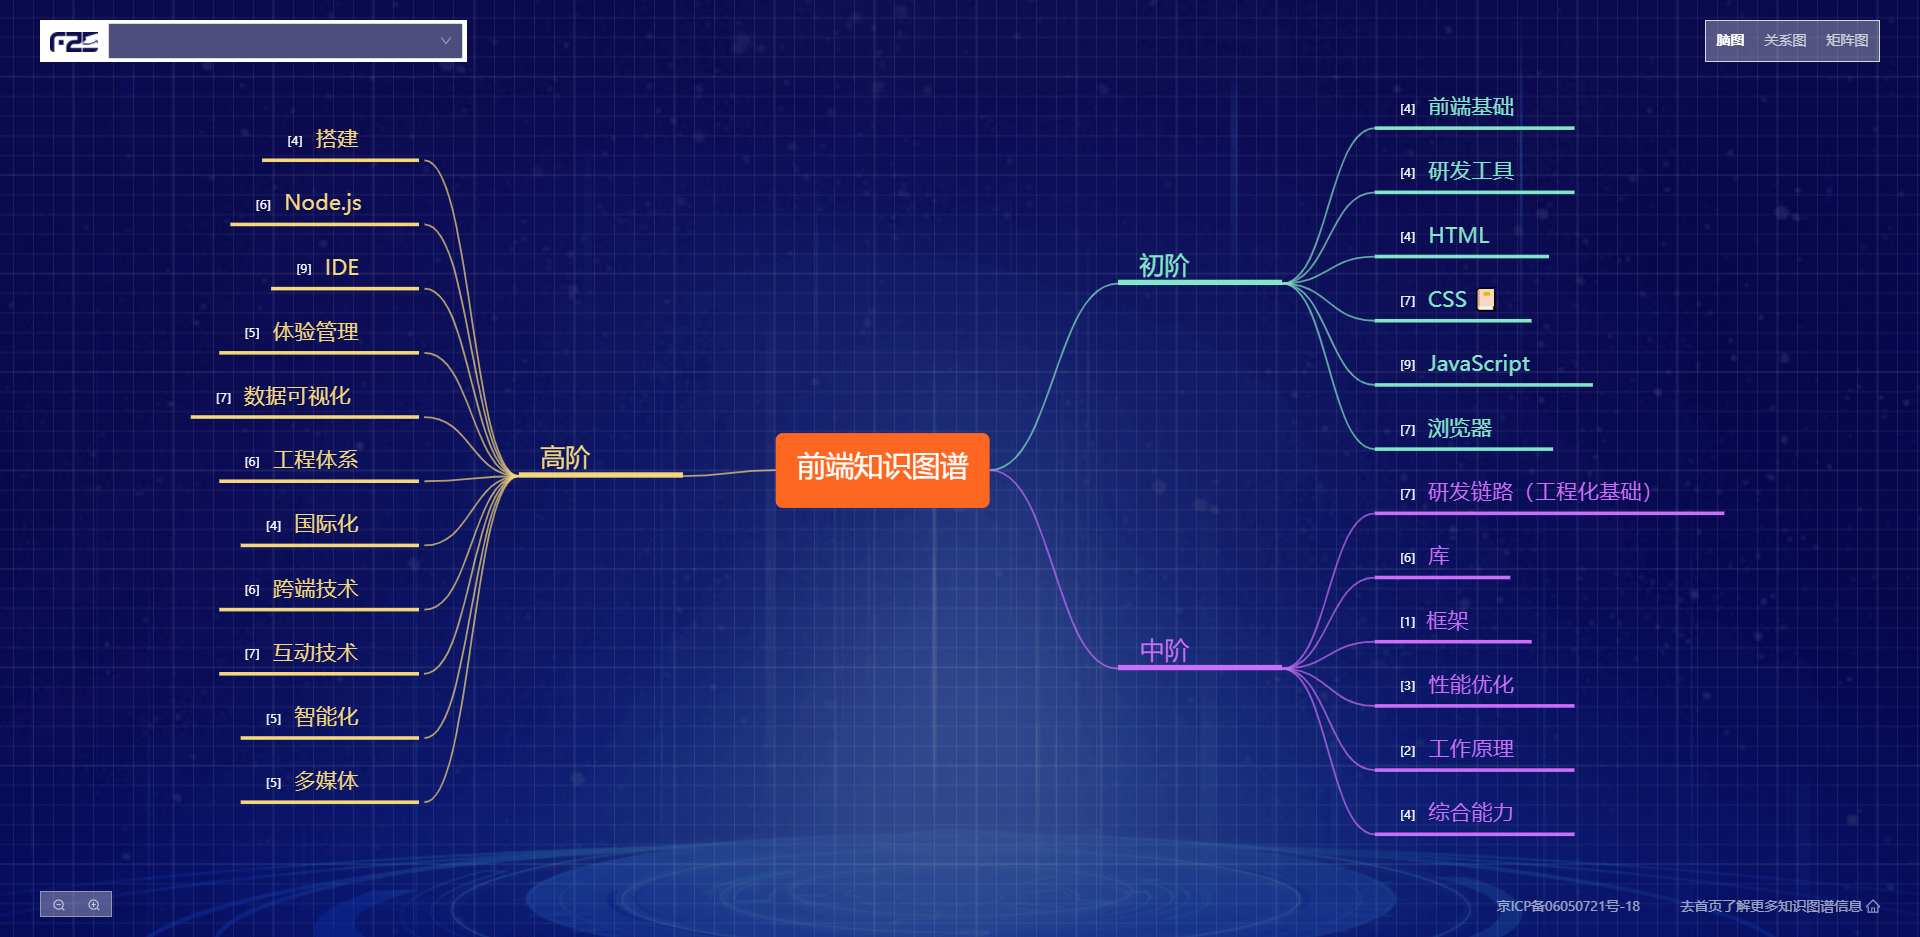 F2E
脑图 关系图 矩阵图
[4] 搭建
[6] Node.js
[9] IDE
[5] 体验管理
[7] 数据可视化
[6] 工程体系
[4] 国际化
[6] 跨端技术
[7] 互动技术
[5] 智能化
[5] 多媒体
高阶
前端知识图谱
初阶
[4] 前端基础
[4] 研发工具
[4] HTML
[7] CSS
[9] JavaScript
[7] 浏览器
中阶
[7] 研发链路（工程化基础）
[6] 库
[1] 框架
[3] 性能优化
[2] 工作原理
[4] 综合能力
京ICP备06050721号-18
去首页了解更多知识图谱信息